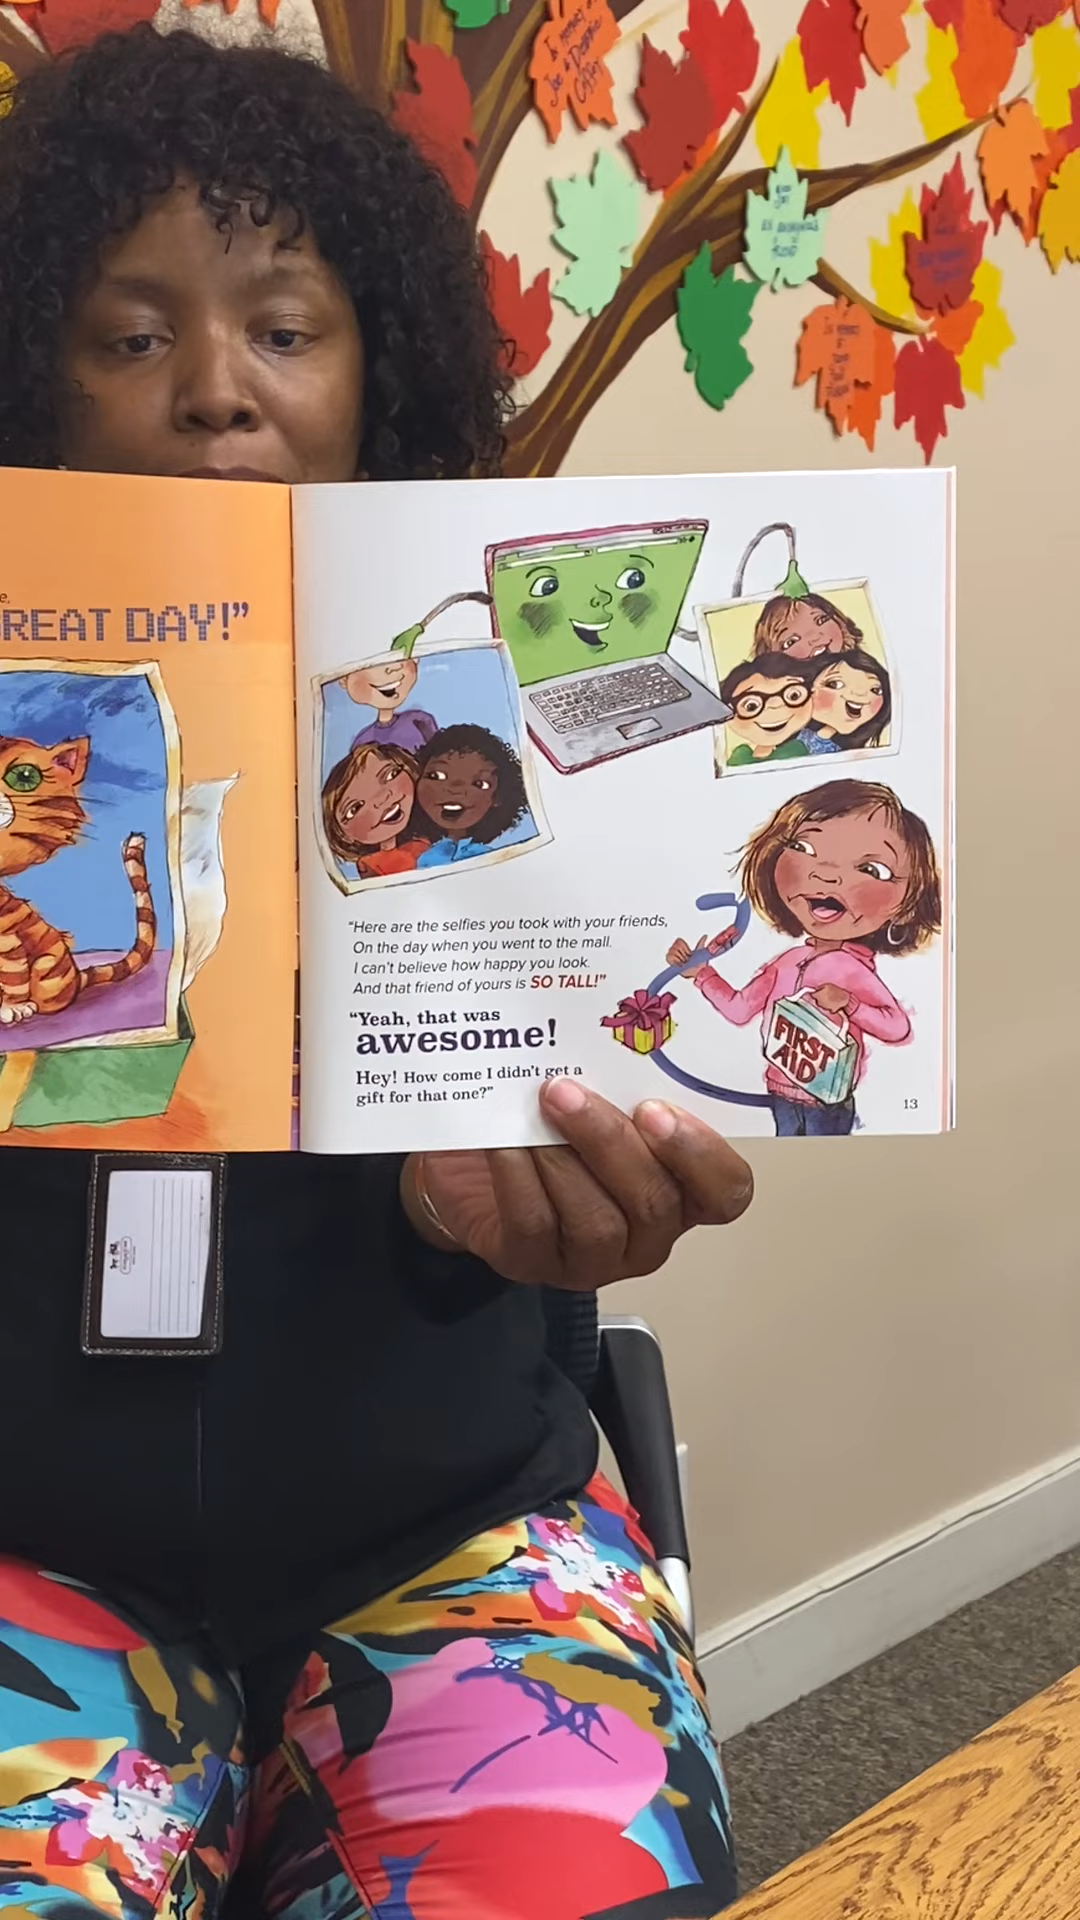 e,
REAT DAY!”
“Here are the selfies you took with your friends,
On the day when you went to the mall.
I can’t believe how happy you look.
And that friend of yours is SO TALL!”
“Yeah, that was
awesome!
Hey! How come I didn’t get a
gift for that one?”
FIRST
AID
13